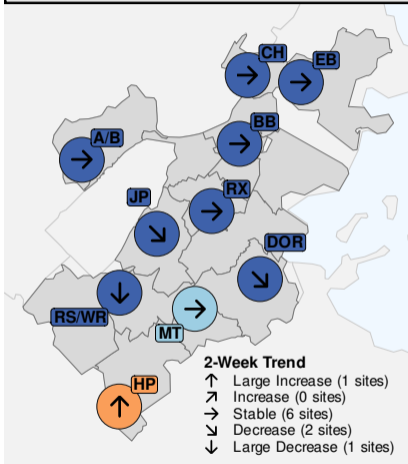 CH
EB
BB
A/B
RX
JP
DOR
RS/WR
MT
HP
2-Week Trend
↑ Large Increase (1 sites)
↗ Increase (0 sites)
→ Stable (6 sites)
↘ Decrease (2 sites)
↓ Large Decrease (1 sites)